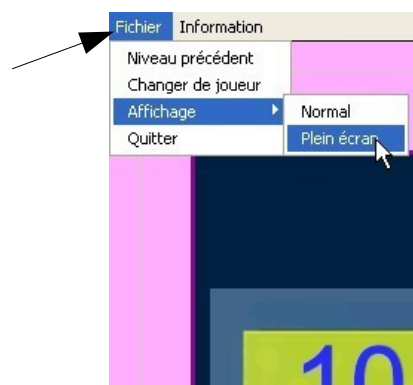 Fichier Information
Niveau précédent
Changer de joueur
Affichage
Normal
Plein écran
Quitter
10